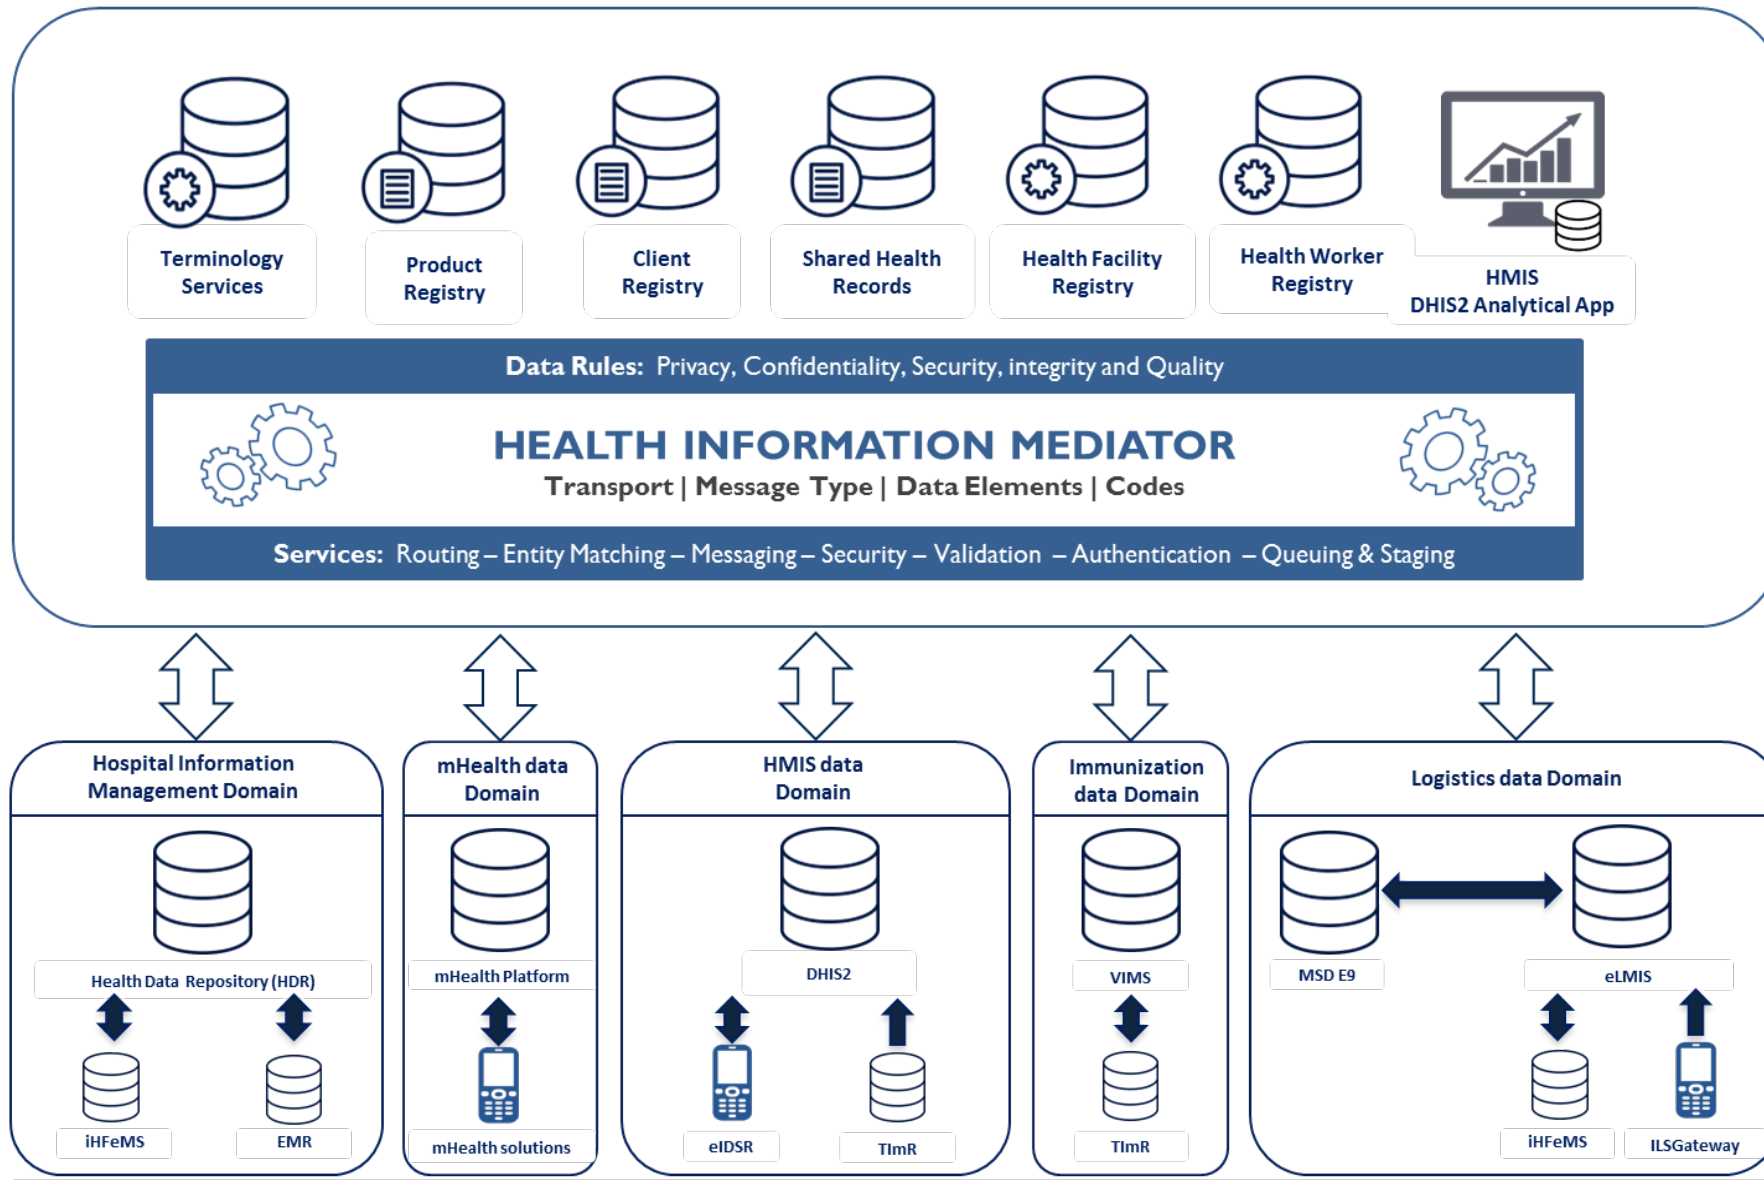 Terminology
Services
Product
Registry
Client
Registry
Shared Health
Records
Health Facility
Registry
Health Worker
Registry
HMIS
DHIS2 Analytical App
Data Rules: Privacy, Confidentiality, Security, integrity and Quality
HEALTH INFORMATION MEDIATOR
Transport | Message Type | Data Elements | Codes
Services: Routing – Entity Matching – Messaging – Security – Validation – Authentication – Queuing & Staging
Hospital Information
Management Domain
Health Data Repository (HDR)
iHFeMS
EMR
mHealth data
Domain
mHealth Platform
mHealth solutions
HMIS data
Domain
DHIS2
eIDSR
TImR
Immunization
data Domain
VIMS
TImR
Logistics data Domain
MSD E9
eLMIS
iHFeMS
ILSGateway